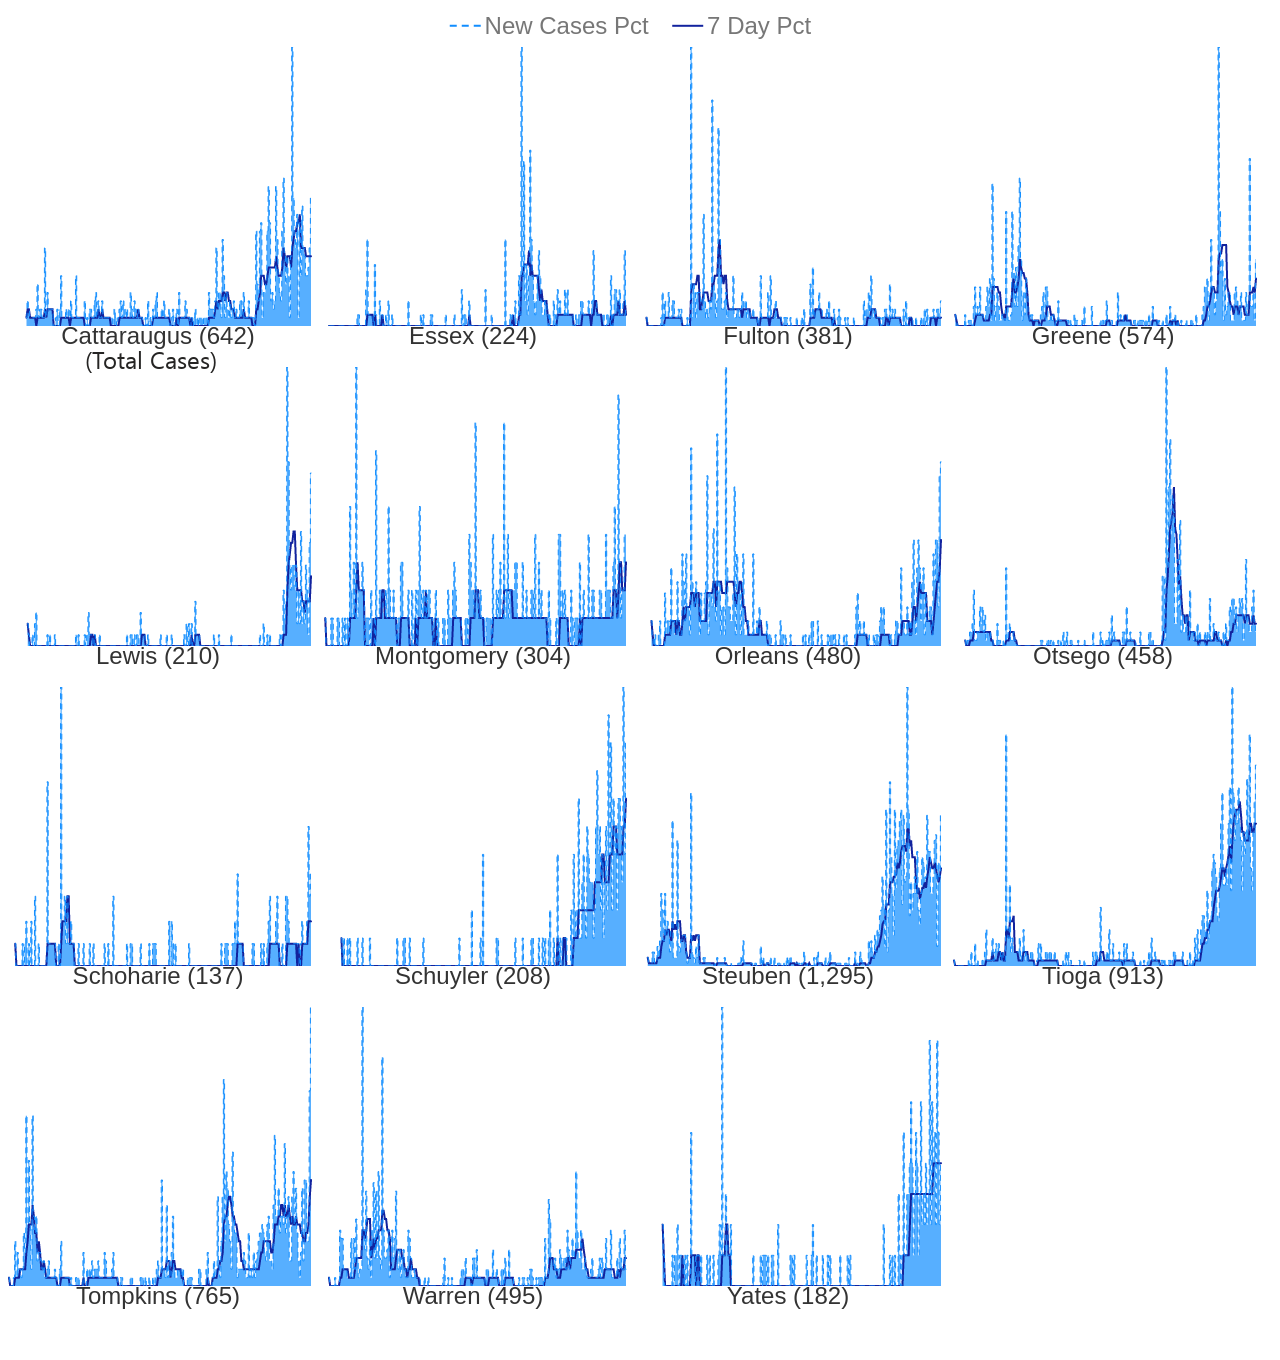 New Cases Pct 7 Day Pct
Cattaraugus (642) Essex (224) Fulton (381) Greene (574)
(Total Cases)
Lewis (210) Montgomery (304) Orleans (480) Otsego (458)
Schoharie (137) Schuyler (208) Steuben (1,295) Tioga (913)
Tompkins (765) Warren (495) Yates (182)